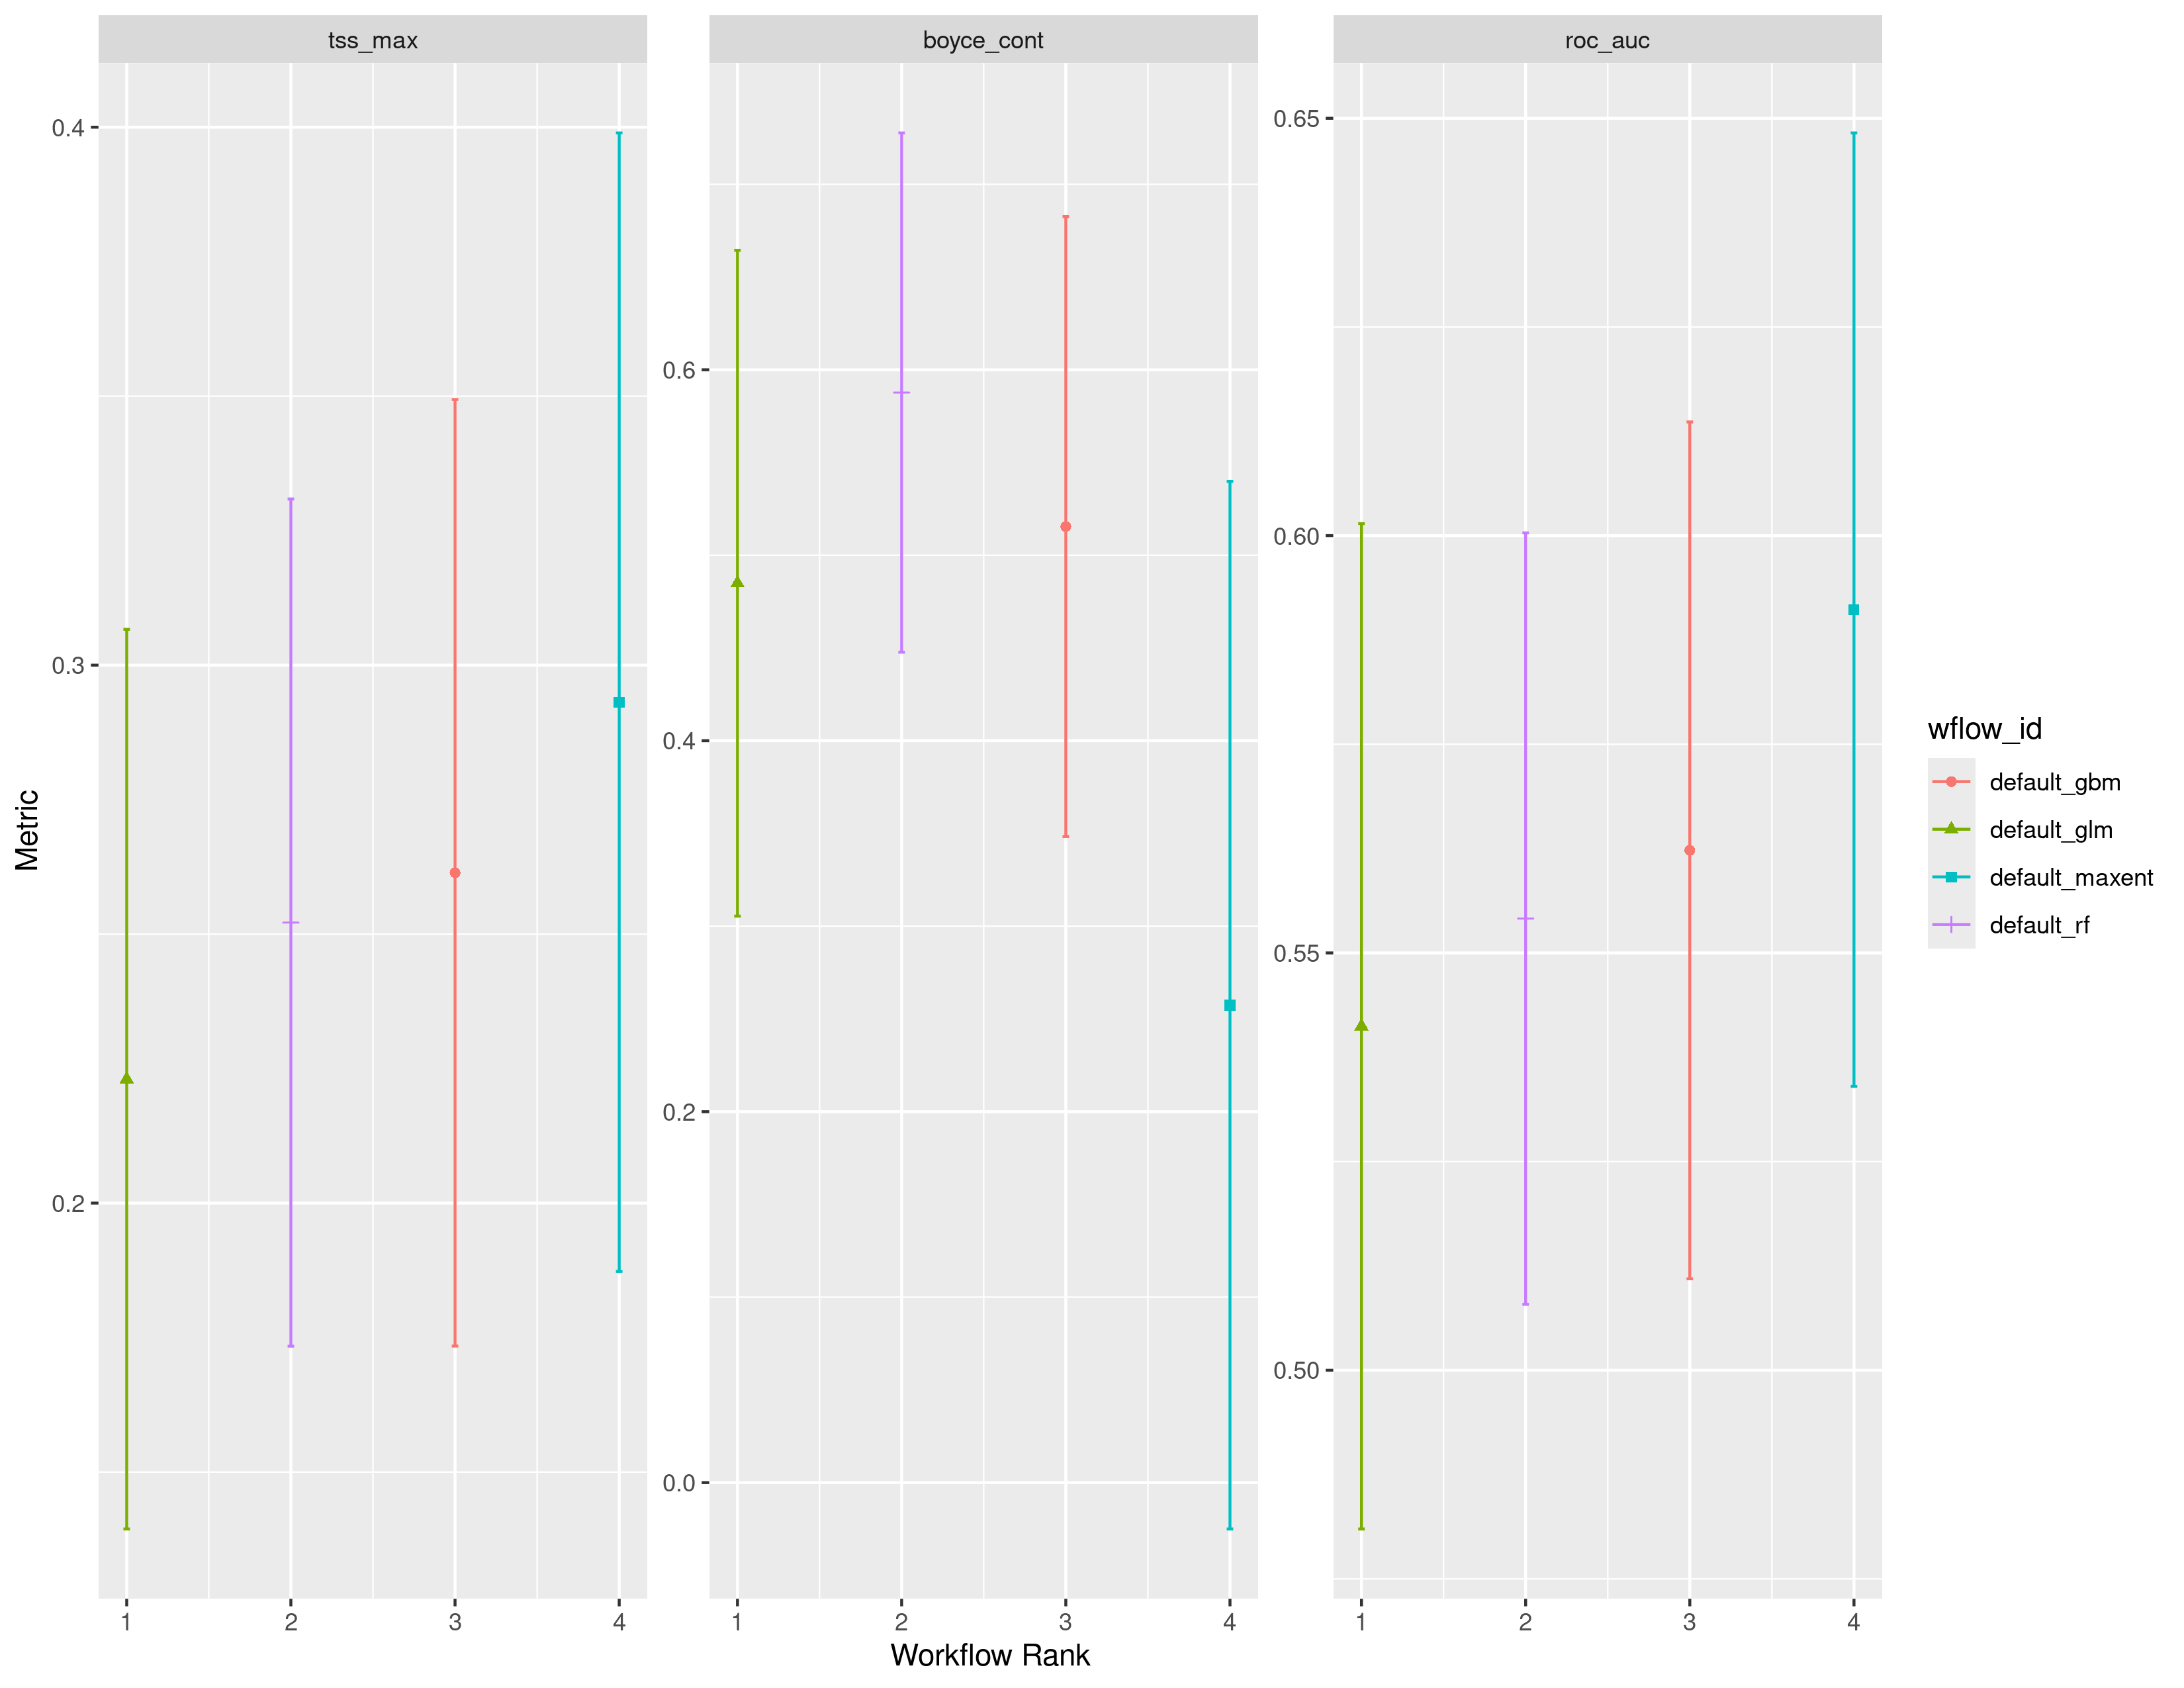 tss_max
boyce_cont
roc_auc
Metric
0.4
0.3
0.2
0.6
0.4
0.2
0.0
0.65
0.60
0.55
0.50
1 2 3 4
1 2 3 4
1 2 3 4
Workflow Rank
wflow_id
default_gbm
default_glm
default_maxent
default_rf